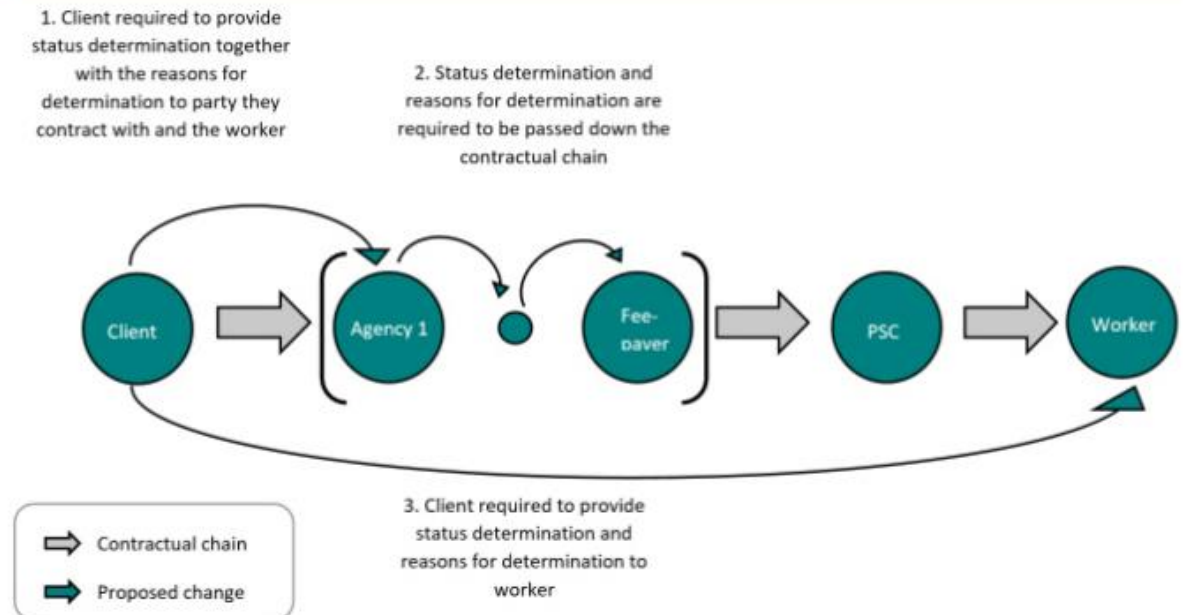 1. Client required to provide
status determination together
with the reasons for
determination to party they
contract with and the worker
2. Status determination and
reasons for determination are
required to be passed down the
contractual chain
Client
Agency 1
Fee-
paver
PSC
Worker
3. Client required to provide
status determination and
reasons for determination to
worker
Contractual chain
Proposed change